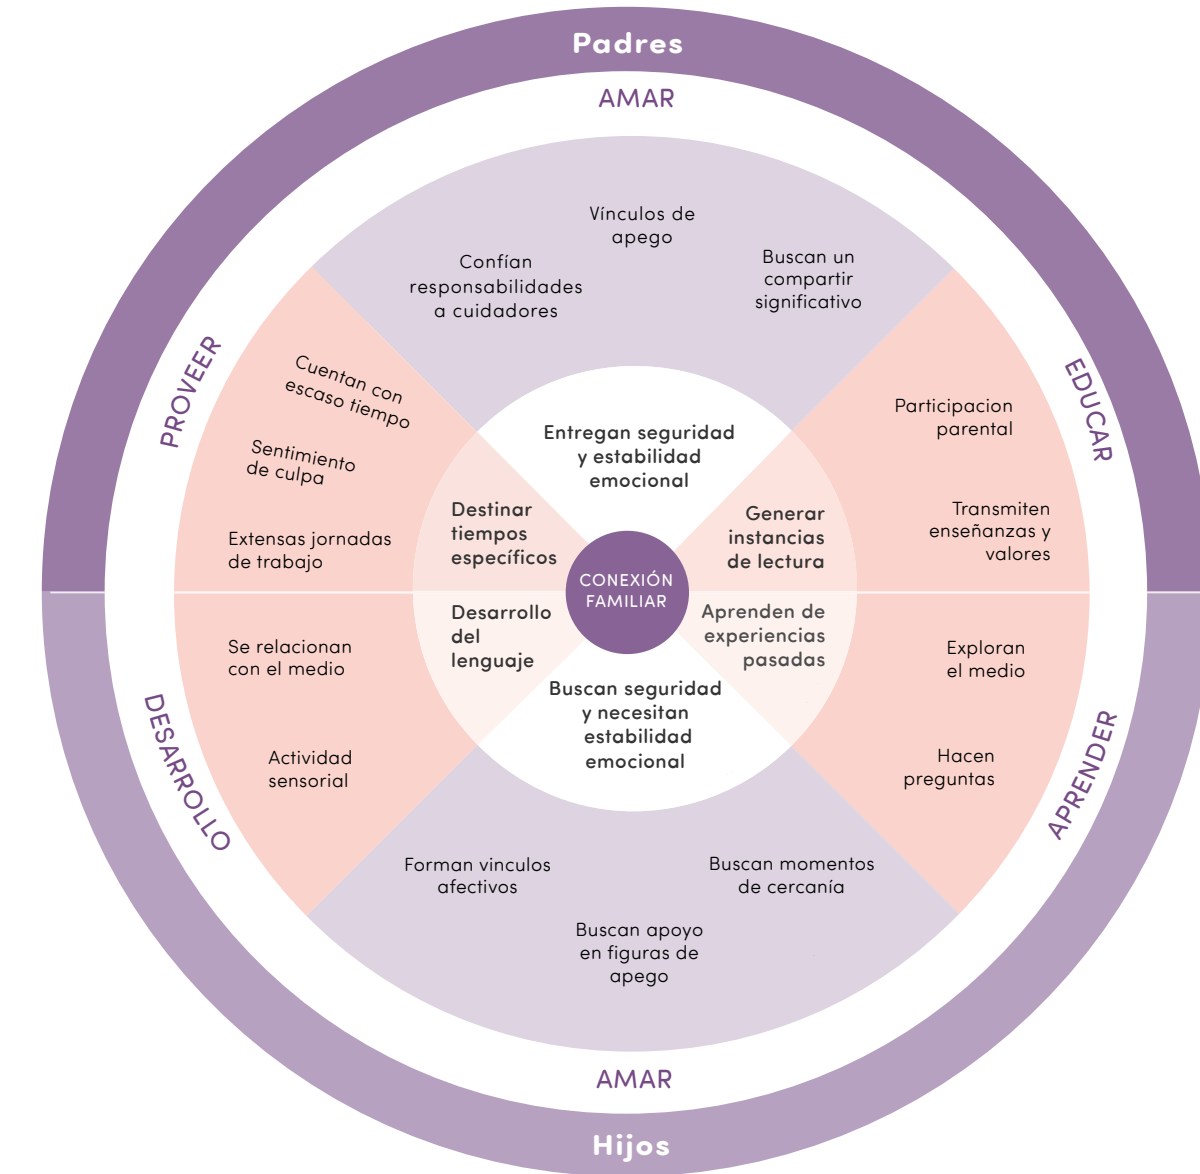 Padres
AMAR
Vínculos de
apego
Confían
responsabilidades
a cuidadores
Buscan un
compartir
significativo
PROVEER
Cuentan con
escaso tiempo
Sentimiento
de culpa
Extensas jornadas
de trabajo
EDUCAR
Participacion
parental
Transmiten
enseñanzas y
valores
Entregan seguridad
y estabilidad
emocional
Destinar
tiempos
específicos
Generar
instancias
de lectura
CONEXIÓN
FAMILIAR
Desarrollo
del
lenguaje
Aprenden de
experiencias
pasadas
Buscan seguridad
y necesitan
estabilidad
emocional
DESARROLLO
Se relacionan
con el medio
Actividad
sensorial
APRENDER
Exploran
el medio
Hacen
preguntas
Forman vinculos
afectivos
Buscan momentos
de cercanía
Buscan apoyo
en figuras de
apego
AMAR
Hijos